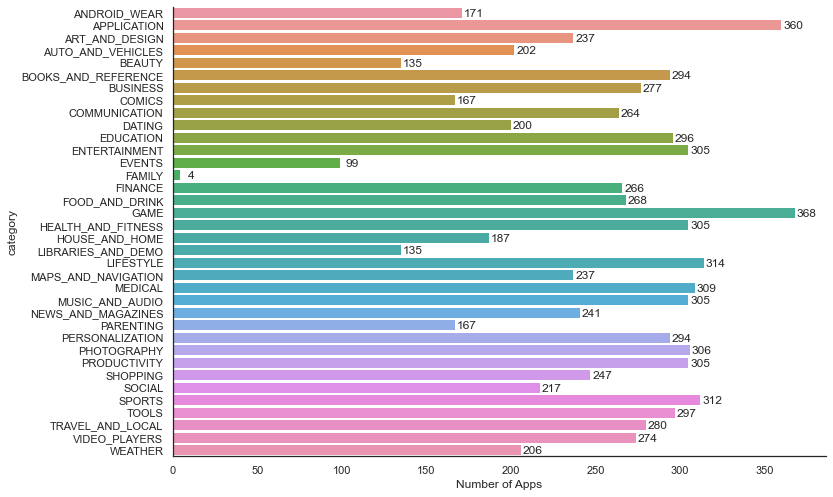 ANDROID_WEAR 171
APPLICATION 360
ART_AND_DESIGN 237
AUTO_AND_VEHICLES 202
BEAUTY 135
BOOKS_AND_REFERENCE 294
BUSINESS 277
COMICS 167
COMMUNICATION 264
DATING 200
EDUCATION 296
ENTERTAINMENT 305
EVENTS 99
FAMILY 4
FINANCE 266
FOOD_AND_DRINK 268
GAME 368
HEALTH_AND_FITNESS 305
HOUSE_AND_HOME 187
LIBRARIES_AND_DEMO 135
LIFESTYLE 314
MAPS_AND_NAVIGATION 237
MEDICAL 309
MUSIC_AND_AUDIO 305
NEWS_AND_MAGAZINES 241
PARENTING 167
PERSONALIZATION 294
PHOTOGRAPHY 306
PRODUCTIVITY 305
SHOPPING 247
SOCIAL 217
SPORTS 312
TOOLS 297
TRAVEL_AND_LOCAL 280
VIDEO_PLAYERS 274
WEATHER 206
category
0 50 100 150 200 250 300 350
Number of Apps